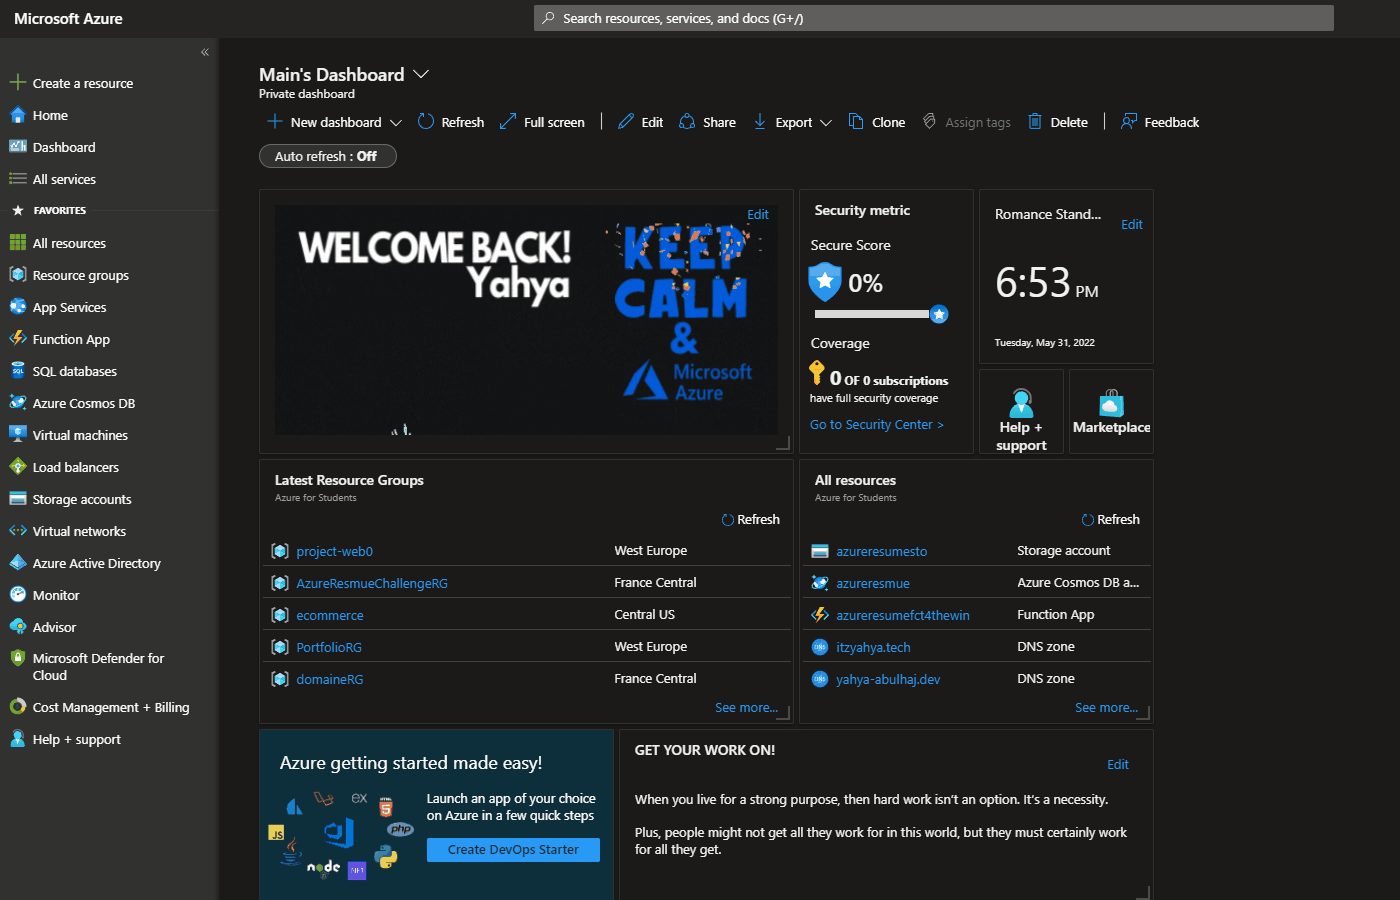 Microsoft Azure
Search resources, services, and docs (G+/)
«
Create a resource
Home
Dashboard
All services
FAVORITES
All resources
Resource groups
App Services
Function App
SQL databases
Azure Cosmos DB
Virtual machines
Load balancers
Storage accounts
Virtual networks
Azure Active Directory
Monitor
Advisor
Microsoft Defender for
Cloud
Cost Management + Billing
Help + support
Main's Dashboard
Private dashboard
New dashboard Refresh Full screen Edit Share Export Clone Assign tags Delete Feedback
Auto refresh : Off
Edit
WELCOME BACK!
Yahya
KEEP
CALM
&
Microsoft
Azure
Security metric
Secure Score
0%
Coverage
0 OF 0 subscriptions
have full security coverage
Go to Security Center >
Romance Stand...
Edit
6:53 PM
Tuesday, May 31, 2022
Help +
support
Marketplace
Latest Resource Groups
Azure for Students
Refresh
project-web0 West Europe
AzureResmueChallengeRG France Central
ecommerce Central US
PortfolioRG West Europe
domaineRG France Central
See more...
All resources
Azure for Students
Refresh
azureresumesto Storage account
azureresmue Azure Cosmos DB a...
azureresumefct4thewin Function App
itzyahya.tech DNS zone
yahya-abulhaj.dev DNS zone
See more...
Azure getting started made easy!
EX
HTML
5
JS
php
Java
node
.NET
Launch an app of your choice
on Azure in a few quick steps
Create DevOps Starter
GET YOUR WORK ON!
Edit
When you live for a strong purpose, then hard work isn't an option. It's a necessity.
Plus, people might not get all they work for in this world, but they must certainly work
for all they get.